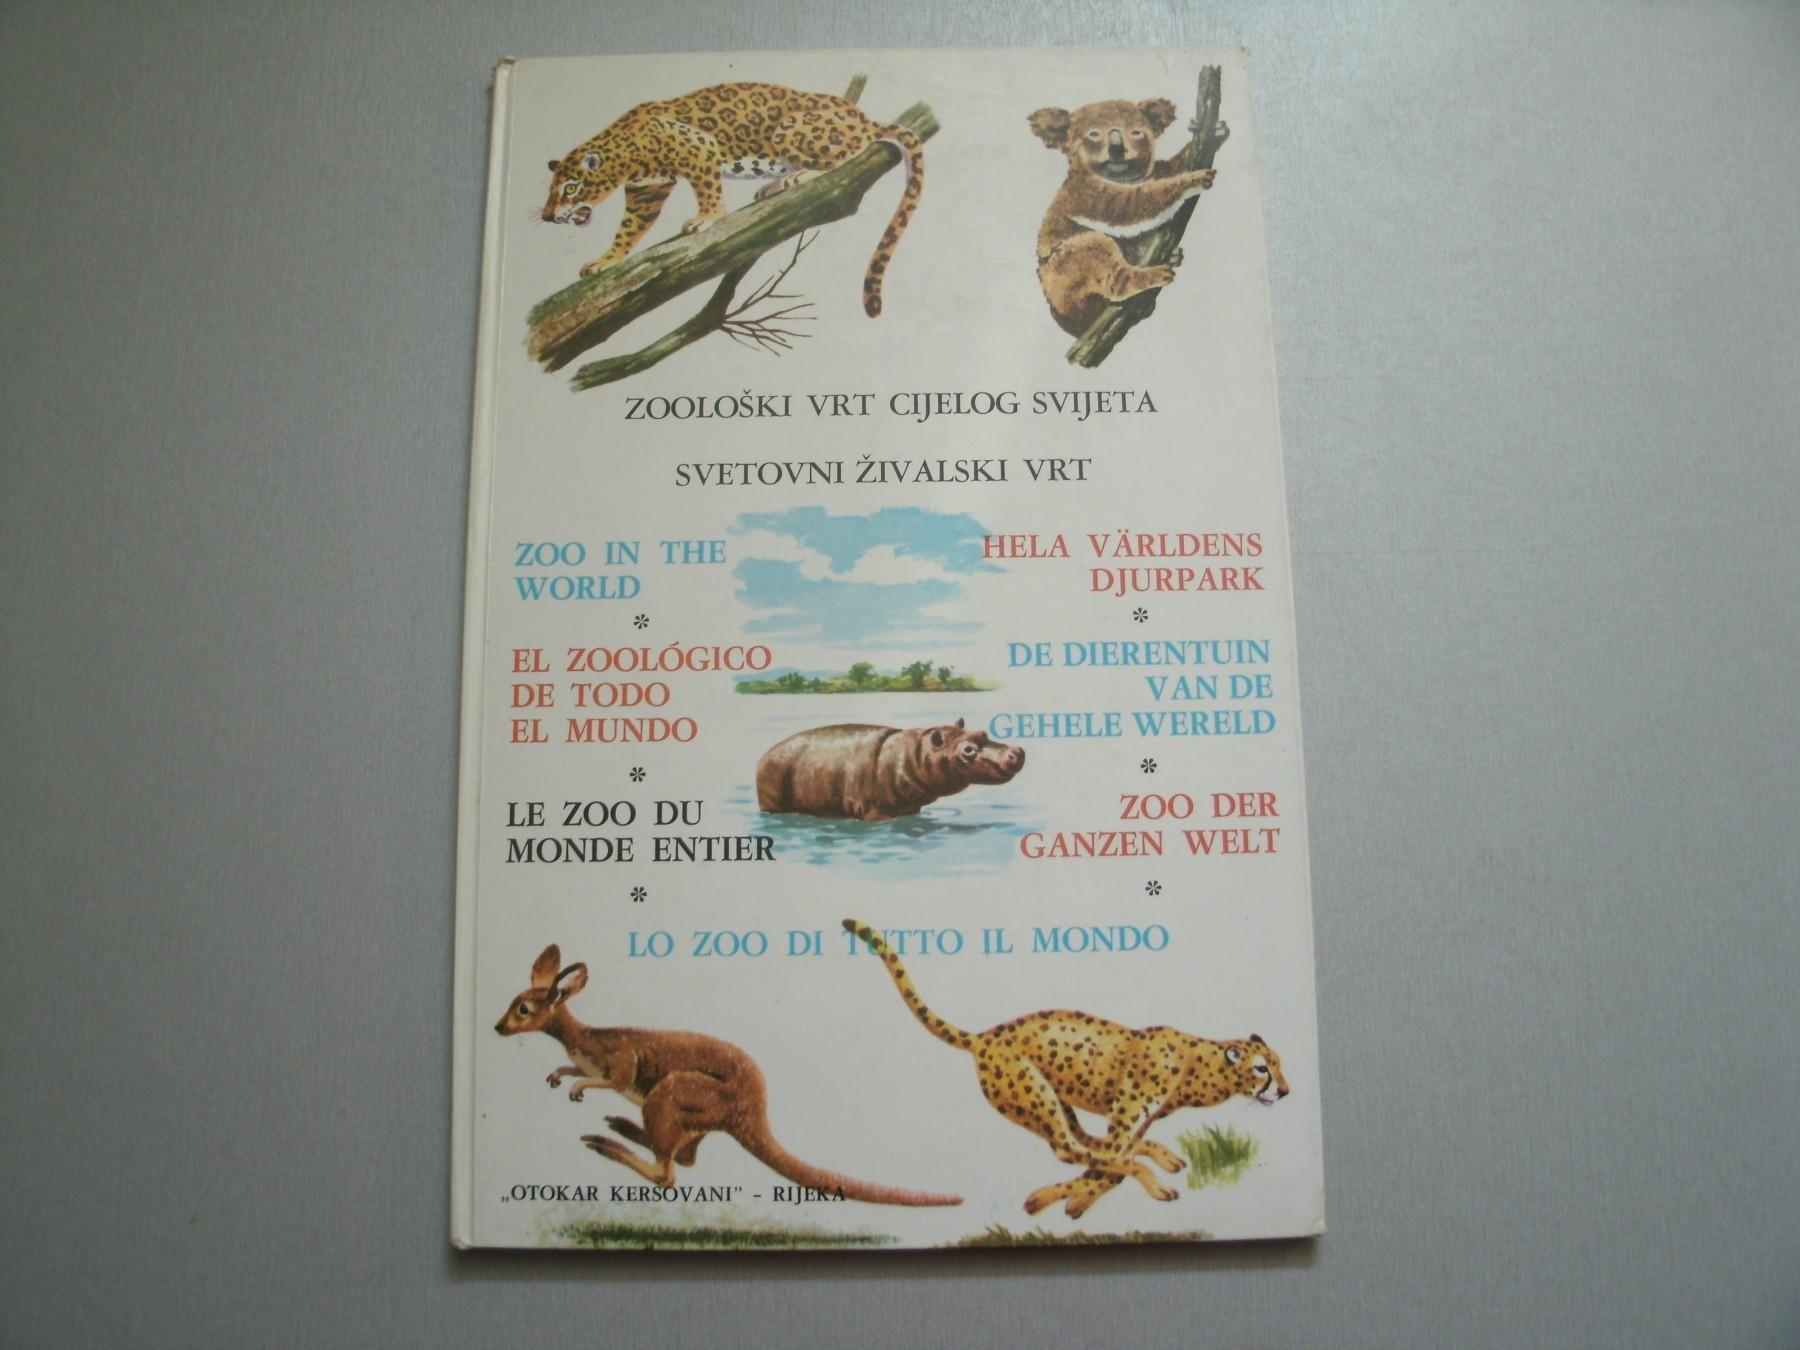 ZOOLOŠKI VRT CIJELOG SVIJETA
SVETOVNI ŽIVALSKI VRT
ZOO IN THE
WORLD
*
EL ZOOLÓGICO
DE TODO
EL MUNDO
*
LE ZOO DU
MONDE ENTIER
*
HELA VÄRLDENS
DJURPARK
*
DE DIERENTUIN
VAN DE
GEHELE WERELD
*
ZOO DER
GANZEN WELT
*
LO ZOO DI TUTTO IL MONDO
„OTOKAR KERSOVANI” - RIJEKA